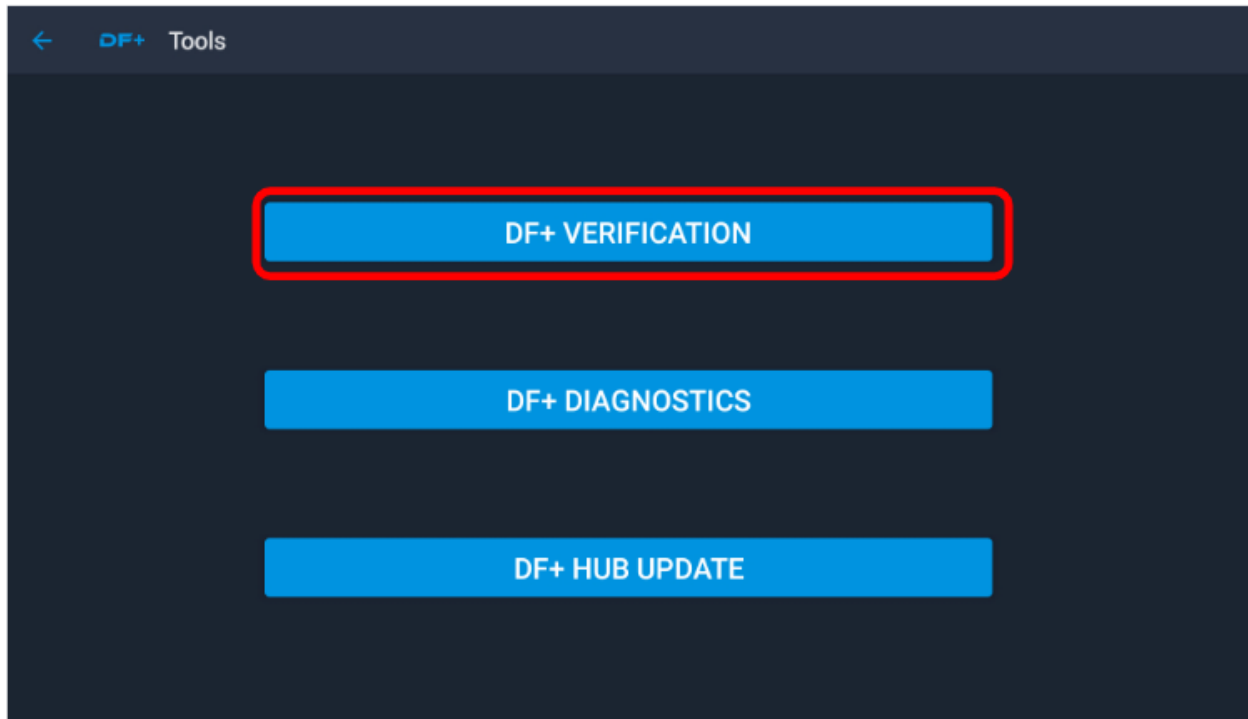 DF+ Tools
DF+ VERIFICATION
DF+ DIAGNOSTICS
DF+ HUB UPDATE